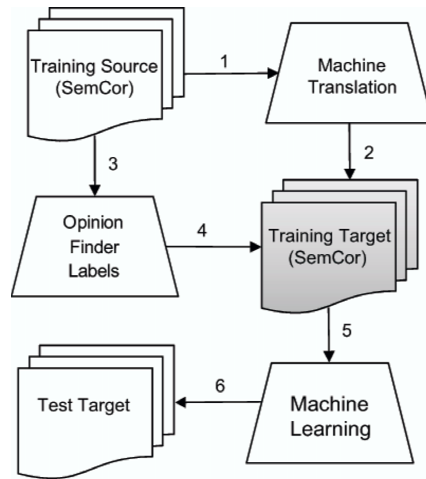 Training Source
(SemCor)
1
Machine
Translation
3
2
Opinion
Finder
Labels
4
Training Target
(SemCor)
5
Test Target
6
Machine
Learning